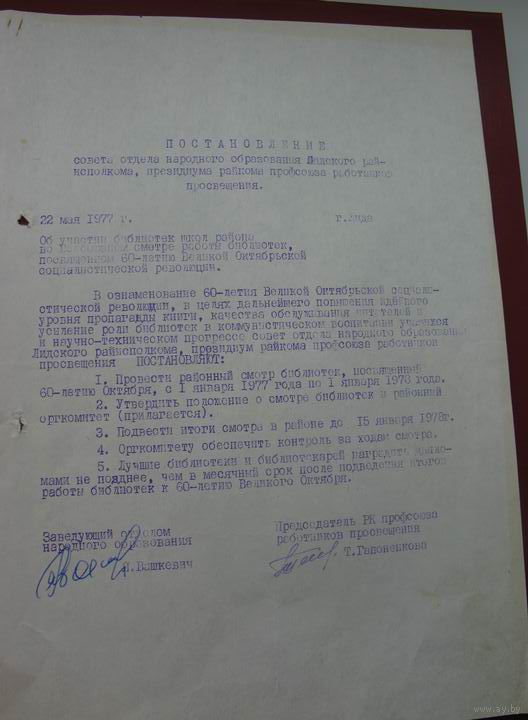 ПОСТАНОВЛЕНИЕ
совета отдела народного образования Лидского рай-
исполкома, президиума райкома профсоюза работников
просвещения.
22 мая 1977 г. г.Лида
Об участии библиотек школ района
во Всесоюзном смотре работы библиотек,
посвященном 60-летию Великой Октябрьской
социалистической революции.
В ознаменование 60-летия Великой Октябрьской социали-
стической революции, в целях дальнейшего повышения идейного
уровня пропаганды книги, качества обслуживания читателей и
усиление роли библиотек в коммунистическом воспитании учащихся
и научно-техническом прогрессе совет отдела народного образования
Лидского райисполкома, президиум райкома профсоюза работников
просвещения ПОСТАНОВЛЯЮТ:
1. Провести районный смотр библиотек, посвященный
60-летию Октября, с 1 января 1977 года по 1 января 1978 года.
2. Утвердить положение о смотре библиотек и районный
оргкомитет (прилагается).
3. Подвести итоги смотра в районе до 15 января 1978г.
4. Оргкомитету обеспечить контроль за ходом смотра.
5. Лучшие библиотеки и библиотекарей наградить дипло-
мами не позднее, чем в месячный срок после подведения итогов
работы библиотек к 60-летию Великого Октября.
Заведующий отделом
народного образования
Вашкевич
Председатель РК профсоюза
работников просвещения
Т.Гапоненкова
www.ay.by